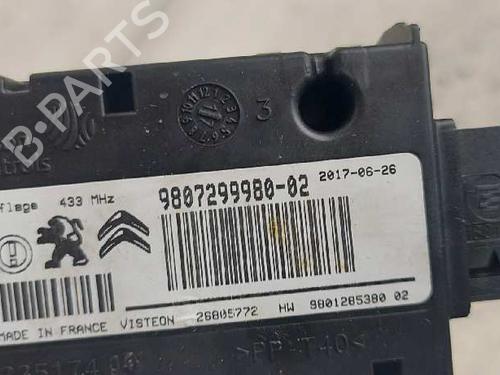 B-PARTS
3
flage 433 MHz
9807299980-02 2017-06-26
MADE IN FRANCE VISTEON 26805772 HW 9801285380 02
>PP-T40<